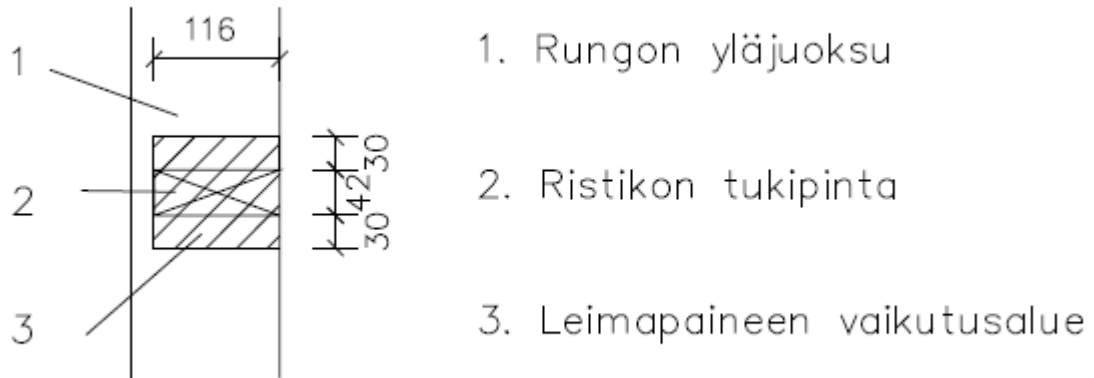 116
1
1. Rungon yläjuoksu
30
2
42
2. Ristikon tukipinta
30
3
3. Leimapaineen vaikutusalue